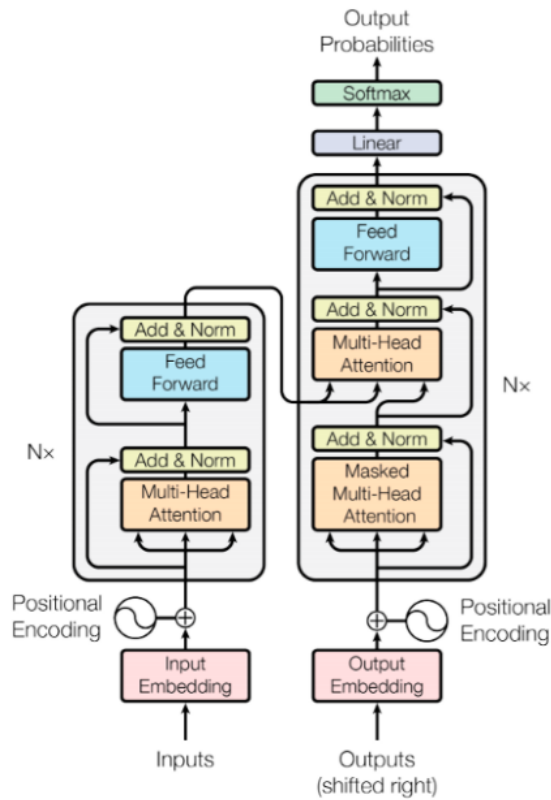 Output
Probabilities
Softmax
Linear
Add & Norm
Feed
Forward
Add & Norm
Multi-Head
Attention
Nx
Add & Norm
Masked
Multi-Head
Attention
Add & Norm
Feed
Forward
Nx
Add & Norm
Multi-Head
Attention
Positional
Encoding
Positional
Encoding
Input
Embedding
Output
Embedding
Inputs
Outputs
(shifted right)